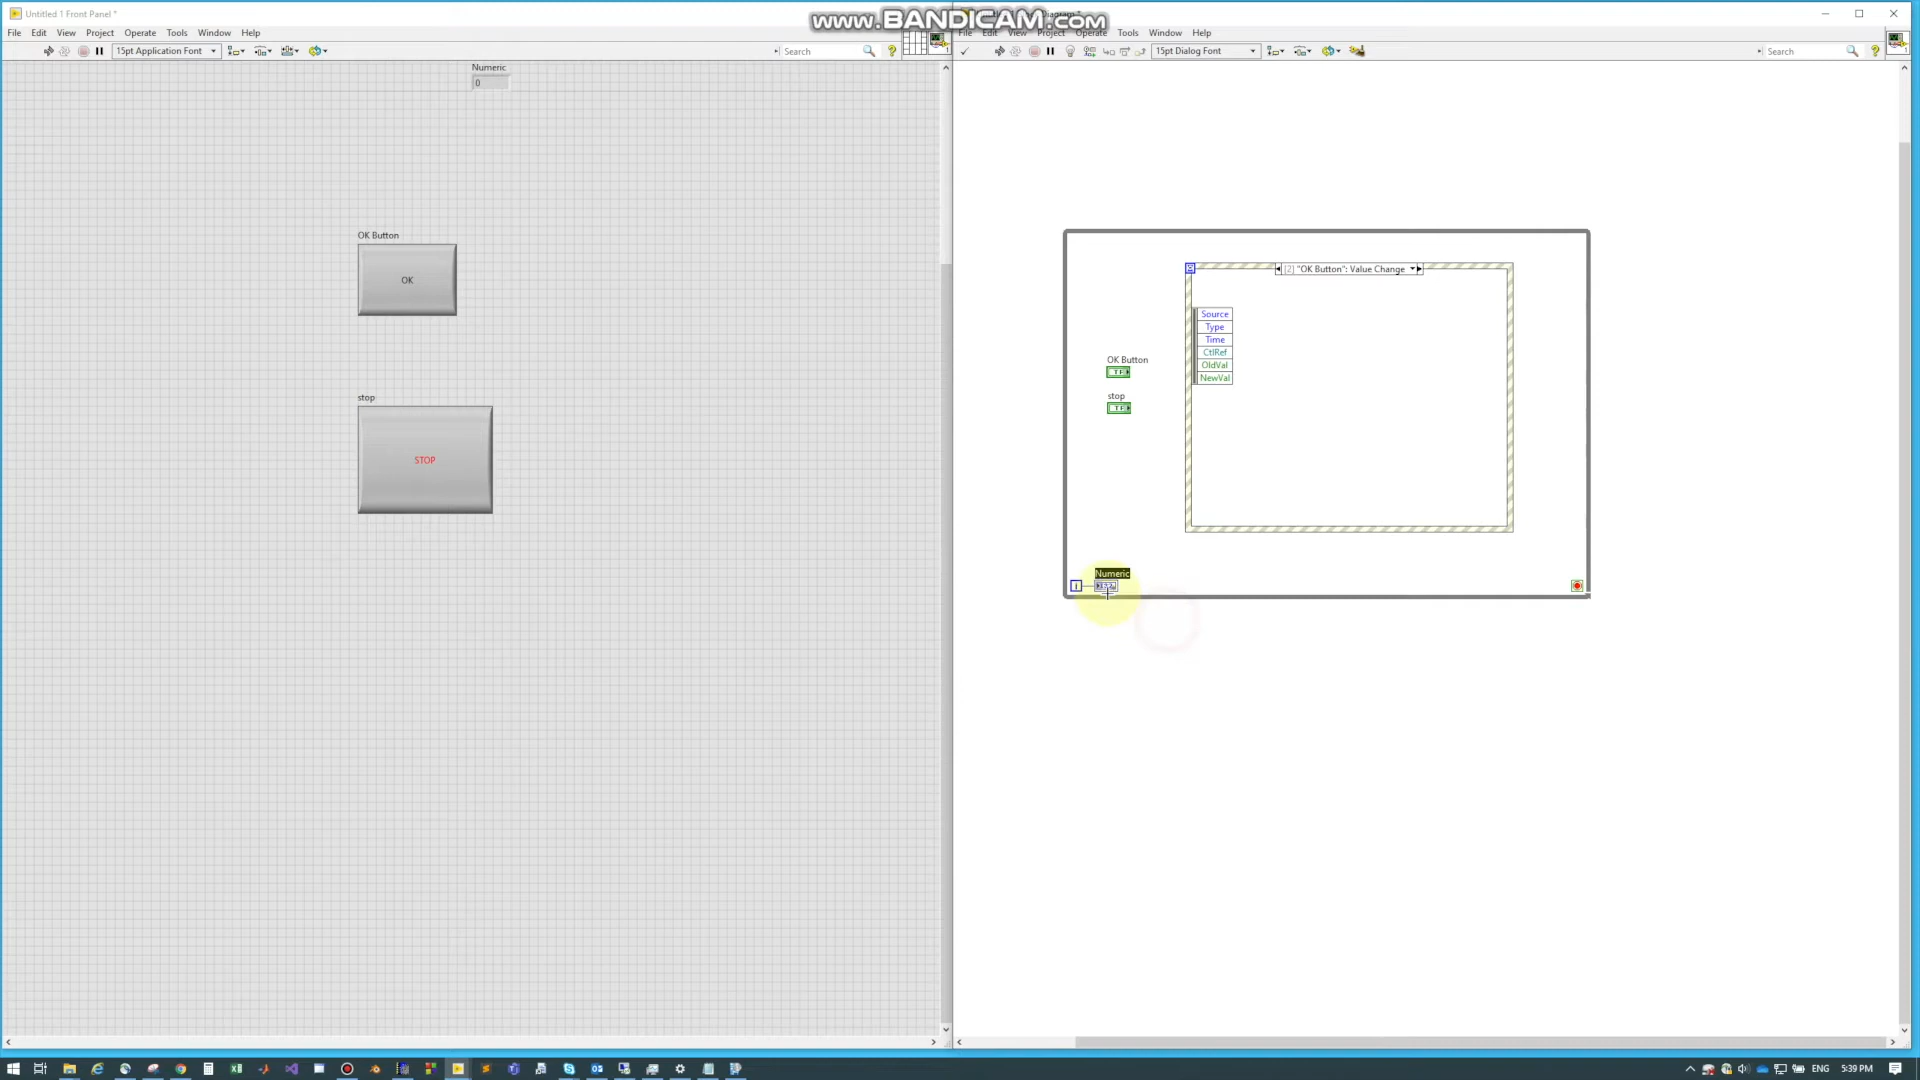 Untitled 1 Front Panel *
www.BANDICAM.com
File Edit View Project Operate Tools Window Help
File Edit View Project Operate Tools Window Help
15pt Application Font
Search
15pt Dialog Font
Search
Numeric
0
OK Button
OK
stop
STOP
[2] "OK Button": Value Change
Source
Type
Time
CtlRef
OldVal
NewVal
OK Button
TF
stop
TF
Numeric
i
ENG
5:39 PM